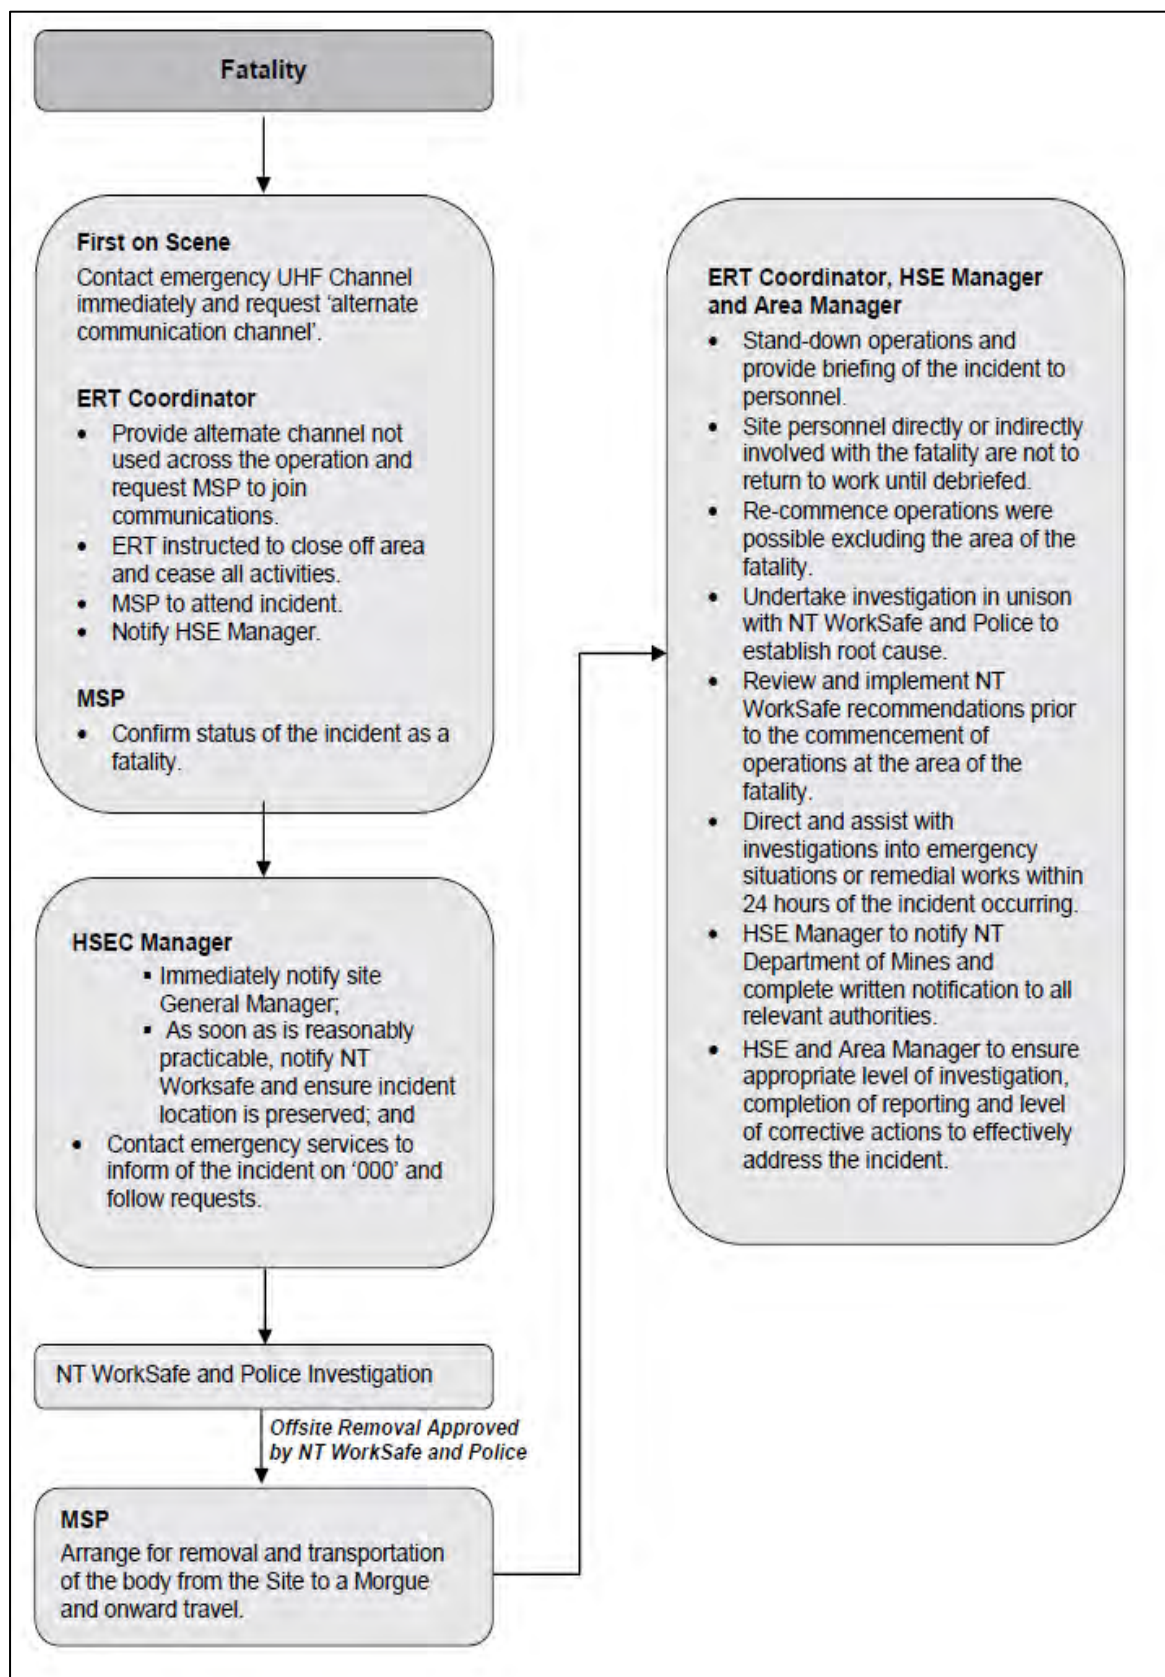 Fatality
First on Scene
Contact emergency UHF Channel
immediately and request ‘alternate
communication channel’.
ERT Coordinator
• Provide alternate channel not
used across the operation and
request MSP to join
communications.
• ERT instructed to close off area
and cease all activities.
• MSP to attend incident.
• Notify HSE Manager.
MSP
• Confirm status of the incident as a
fatality.
HSEC Manager
▪ Immediately notify site
General Manager;
▪ As soon as is reasonably
practicable, notify NT
Worksafe and ensure incident
location is preserved; and
• Contact emergency services to
inform of the incident on ‘000’ and
follow requests.
NT WorkSafe and Police Investigation
Offsite Removal Approved
by NT WorkSafe and Police
MSP
Arrange for removal and transportation
of the body from the Site to a Morgue
and onward travel.
ERT Coordinator, HSE Manager
and Area Manager
• Stand-down operations and
provide briefing of the incident to
personnel.
• Site personnel directly or indirectly
involved with the fatality are not to
return to work until debriefed.
• Re-commence operations were
possible excluding the area of the
fatality.
• Undertake investigation in unison
with NT WorkSafe and Police to
establish root cause.
• Review and implement NT
WorkSafe recommendations prior
to the commencement of
operations at the area of the
fatality.
• Direct and assist with
investigations into emergency
situations or remedial works within
24 hours of the incident occurring.
• HSE Manager to notify NT
Department of Mines and
complete written notification to all
relevant authorities.
• HSE and Area Manager to ensure
appropriate level of investigation,
completion of reporting and level
of corrective actions to effectively
address the incident.